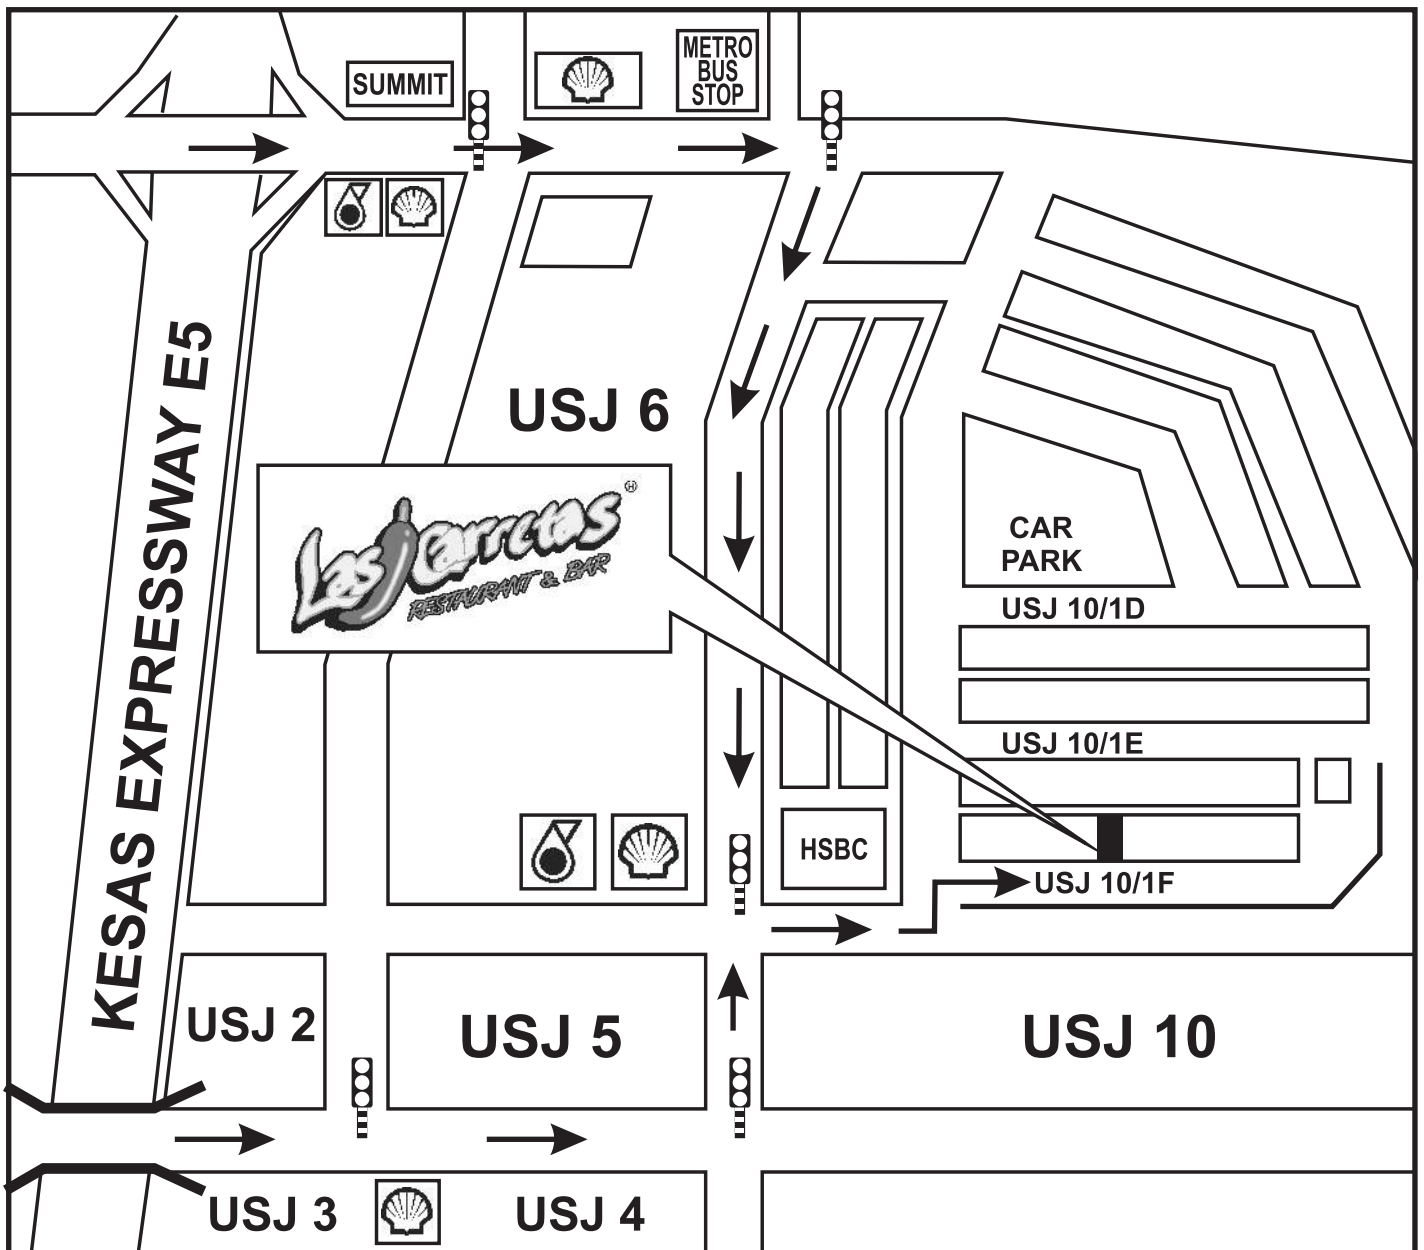 SUMMIT
METRO
BUS
STOP
KESAS EXPRESSWAY E5
USJ 6
Las Carretas
RESTAURANT & BAR
CAR
PARK
USJ 10/1D
USJ 10/1E
HSBC
USJ 10/1F
USJ 2
USJ 5
USJ 10
USJ 3
USJ 4